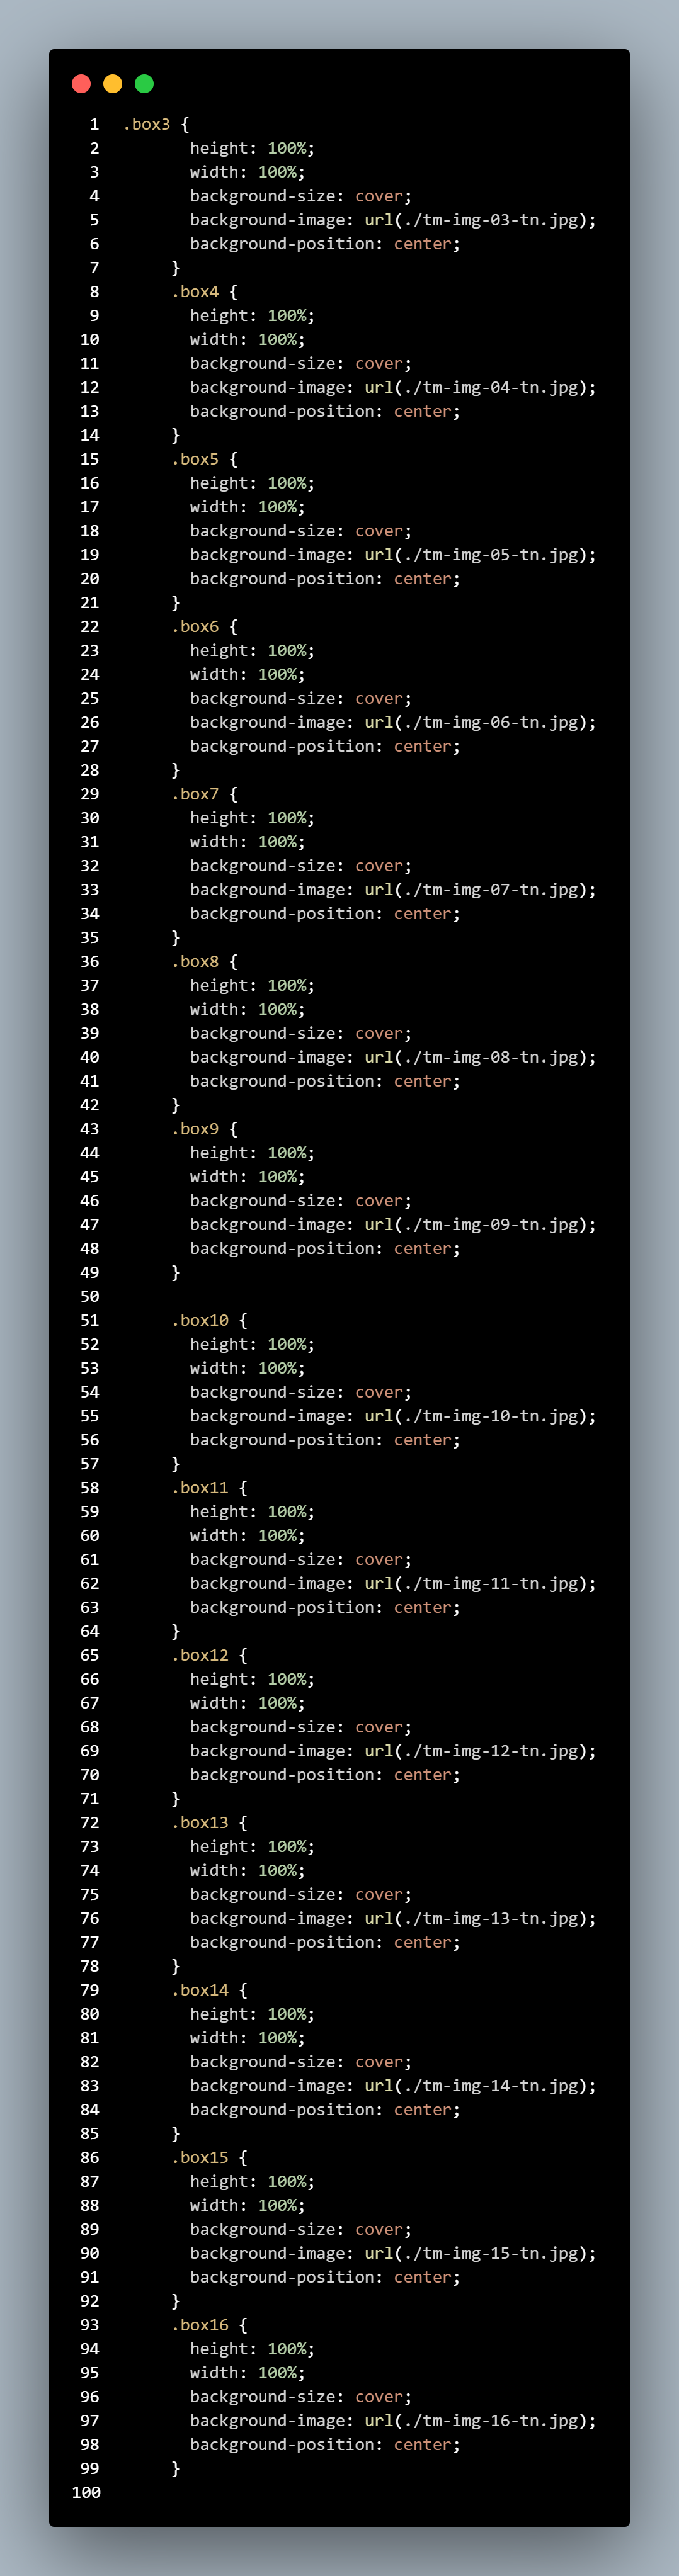 1 .box3 {
2 height: 100%;
3 width: 100%;
4 background-size: cover;
5 background-image: url(./tm-img-03-tn.jpg);
6 background-position: center;
7 }
8 .box4 {
9 height: 100%;
10 width: 100%;
11 background-size: cover;
12 background-image: url(./tm-img-04-tn.jpg);
13 background-position: center;
14 }
15 .box5 {
16 height: 100%;
17 width: 100%;
18 background-size: cover;
19 background-image: url(./tm-img-05-tn.jpg);
20 background-position: center;
21 }
22 .box6 {
23 height: 100%;
24 width: 100%;
25 background-size: cover;
26 background-image: url(./tm-img-06-tn.jpg);
27 background-position: center;
28 }
29 .box7 {
30 height: 100%;
31 width: 100%;
32 background-size: cover;
33 background-image: url(./tm-img-07-tn.jpg);
34 background-position: center;
35 }
36 .box8 {
37 height: 100%;
38 width: 100%;
39 background-size: cover;
40 background-image: url(./tm-img-08-tn.jpg);
41 background-position: center;
42 }
43 .box9 {
44 height: 100%;
45 width: 100%;
46 background-size: cover;
47 background-image: url(./tm-img-09-tn.jpg);
48 background-position: center;
49 }
50
51 .box10 {
52 height: 100%;
53 width: 100%;
54 background-size: cover;
55 background-image: url(./tm-img-10-tn.jpg);
56 background-position: center;
57 }
58 .box11 {
59 height: 100%;
60 width: 100%;
61 background-size: cover;
62 background-image: url(./tm-img-11-tn.jpg);
63 background-position: center;
64 }
65 .box12 {
66 height: 100%;
67 width: 100%;
68 background-size: cover;
69 background-image: url(./tm-img-12-tn.jpg);
70 background-position: center;
71 }
72 .box13 {
73 height: 100%;
74 width: 100%;
75 background-size: cover;
76 background-image: url(./tm-img-13-tn.jpg);
77 background-position: center;
78 }
79 .box14 {
80 height: 100%;
81 width: 100%;
82 background-size: cover;
83 background-image: url(./tm-img-14-tn.jpg);
84 background-position: center;
85 }
86 .box15 {
87 height: 100%;
88 width: 100%;
89 background-size: cover;
90 background-image: url(./tm-img-15-tn.jpg);
91 background-position: center;
92 }
93 .box16 {
94 height: 100%;
95 width: 100%;
96 background-size: cover;
97 background-image: url(./tm-img-16-tn.jpg);
98 background-position: center;
99 }
100